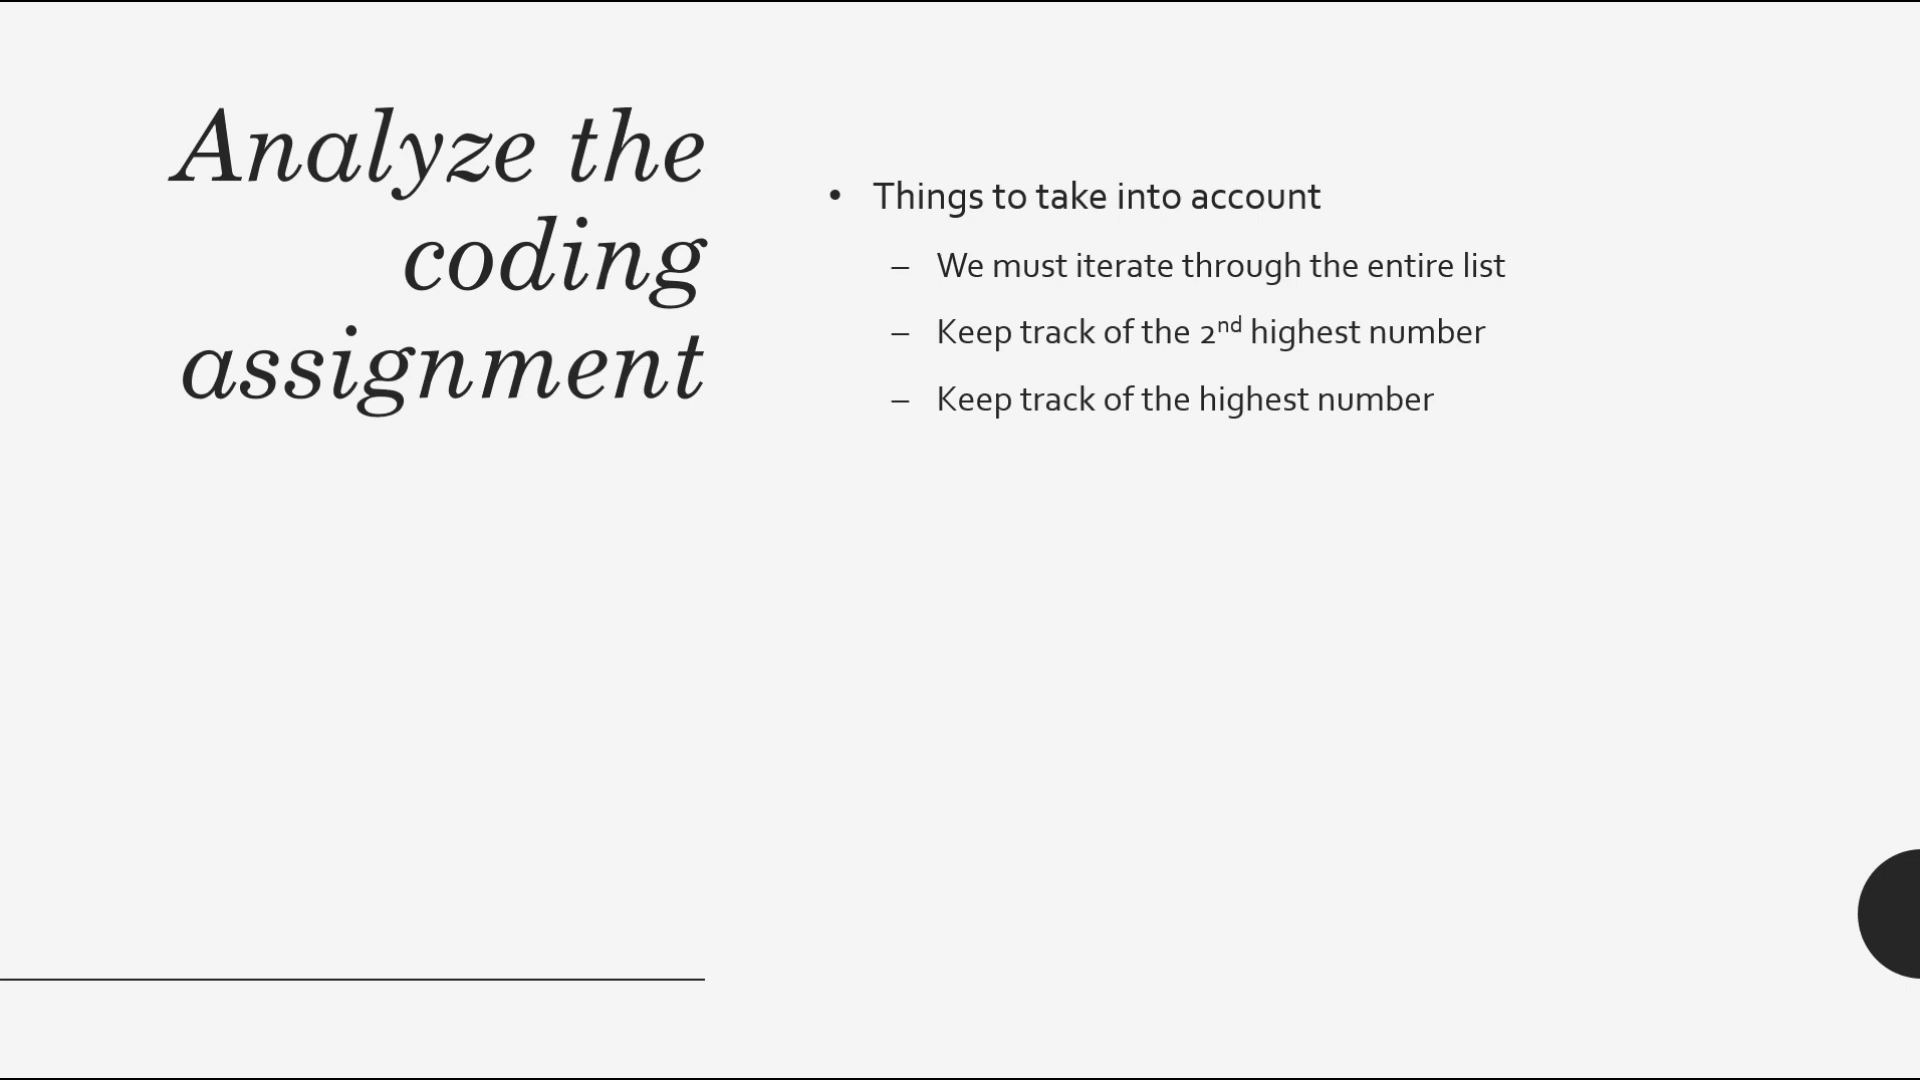 Analyze the
coding
assignment
• Things to take into account
– We must iterate through the entire list
– Keep track of the 2nd highest number
– Keep track of the highest number